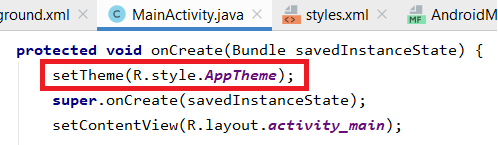 ground.xml MainActivity.java styles.xml AndroidM
protected void onCreate(Bundle savedInstanceState) {
setTheme(R.style.AppTheme);
super.onCreate(savedInstanceState);
setContentView(R.layout.activity_main);